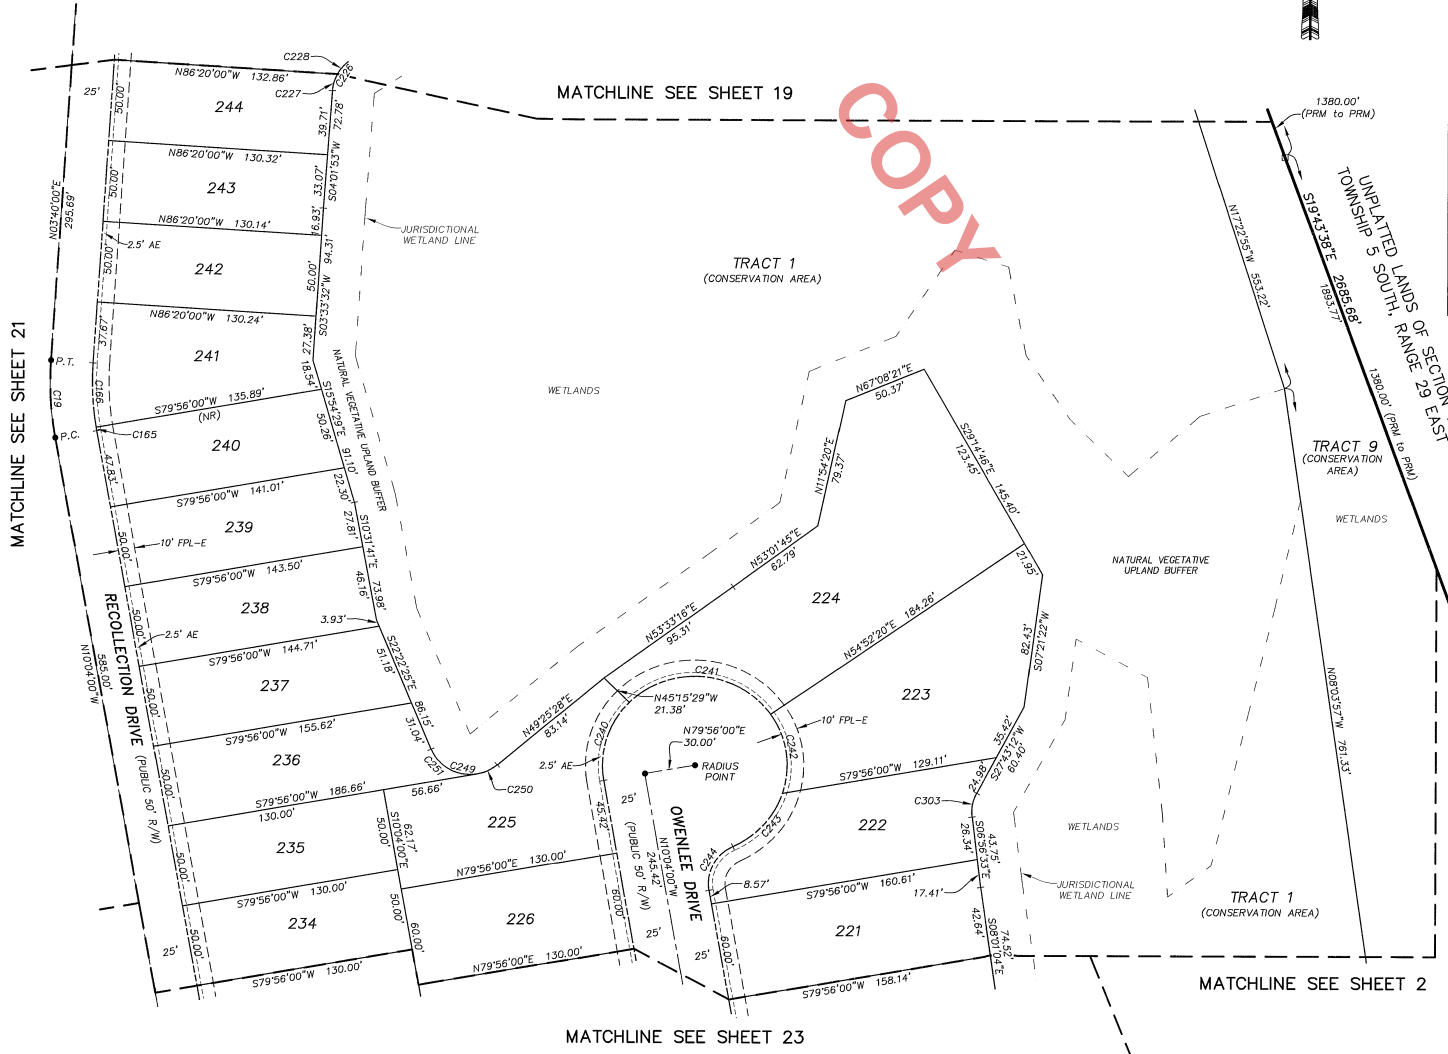 C228
C226
N86°20'00"W 132.86'
C227
25'
50.00'
244
39.71'
72.78'
MATCHLINE SEE SHEET 19
COPY
1380.00'
(PRM to PRM)
N86°20'00"W 130.32'
S04°01'53"W
UNPLATTED LANDS OF SECTION
TOWNSHIP 5 SOUTH, RANGE 29 EAST
N03°40'00"E
295.69'
50.00'
243
33.07'
N86°20'00"W 130.14'
16.93'
JURISDICTIONAL
WETLAND LINE
N17°22'55"W 553.22'
S19°43'38"E 2685.68'
1893.77'
2.5' AE
50.00'
242
50.00'
94.31'
S03°33'32"W
TRACT 1
(CONSERVATION AREA)
N86°20'00"W 130.24'
37.67'
241
27.38'
18.54'
MATCHLINE SEE SHEET 21
P.T.
C19
C166
NATURAL VEGETATIVE UPLAND BUFFER
WETLANDS
N67°08'21"E
50.37'
1380.00' (PRM to PRM)
S79°56'00"W 135.89'
(NR)
S15°54'29"E
50.26'
91.10'
P.C.
C165
240
47.83'
22.30'
N11°54'20"E
79.37'
S29°14'46"E
123.45'
145.40'
TRACT 9
(CONSERVATION
AREA)
S79°56'00"W 141.01'
239
27.81'
S10°31'41"E
73.98'
WETLANDS
50.00'
10' FPL-E
S79°56'00"W 143.50'
46.16'
N53°01'45"E
62.79'
21.95'
NATURAL VEGETATIVE
UPLAND BUFFER
238
3.93'
224
50.00'
2.5' AE
N53°33'16"E
95.31'
N54°52'20"E 184.26'
82.43'
S07°21'22"W
S79°56'00"W 144.71'
S22°22'25"E
51.18'
86.15'
RECOLLECTION DRIVE (PUBLIC 50' R/W)
N10°04'00"W
585.00'
237
C241
50.00'
N45°15'29"W
21.38'
223
N08°03'57"W 761.33'
S79°56'00"W 155.62'
31.04'
N49°25'28"E
83.14'
C240
N79°56'00"E
30.00'
10' FPL-E
C242
35.42'
S27°43'12"W
60.40'
236
C251
C249
2.5' AE
RADIUS
POINT
S79°56'00"W 129.11'
50.00'
C250
24.98'
S79°56'00"W 186.66'
56.66'
130.00'
25'
45.42'
C303
S10°04'00"E
62.17'
50.00'
225
OWENLEE DRIVE
(PUBLIC 50' R/W)
N10°04'00"W
245.42'
C243
222
26.34'
43.75'
S06°56'33"E
WETLANDS
235
50.00'
N79°56'00"E 130.00'
C244
8.57'
S79°56'00"W 160.61'
17.41'
JURISDICTIONAL
WETLAND LINE
S79°56'00"W 130.00'
TRACT 1
(CONSERVATION AREA)
234
50.00'
60.00'
226
60.00'
221
42.64'
74.52'
S08°01'04"E
25'
50.00'
25'
25'
60.00'
S79°56'00"W 130.00'
N79°56'00"E 130.00'
S79°56'00"W 158.14'
MATCHLINE SEE SHEET 2
MATCHLINE SEE SHEET 23